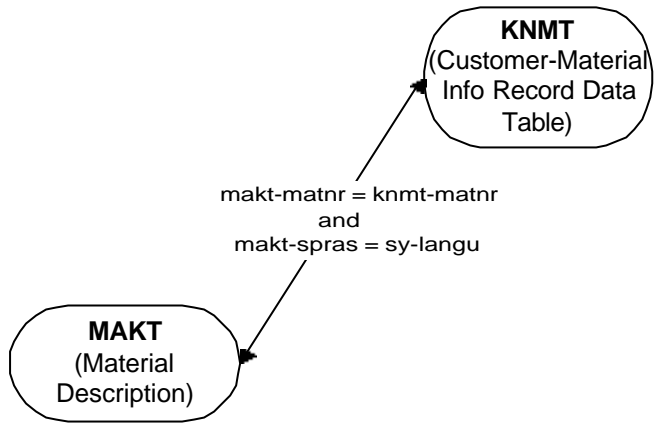 KNMT
(Customer-Material
Info Record Data
Table)
makt-matnr = knmt-matnr
and
makt-spras = sy-langu
MAKT
(Material
Description)